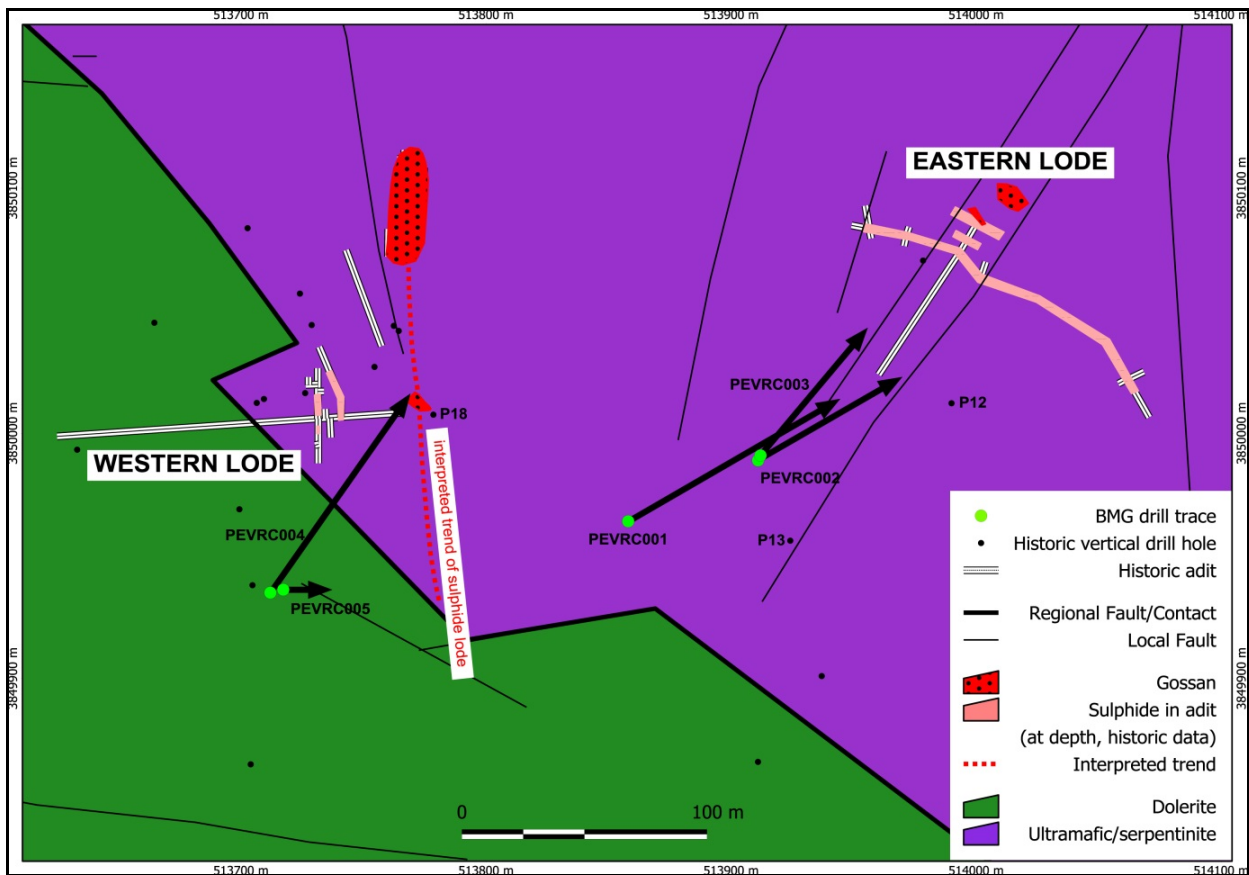 513700 m
513800 m
513900 m
514000 m
514100 m
3850100 m
3850100 m
EASTERN LODE
PEVRC003
P18
P12
3850000 m
3850000 m
WESTERN LODE
interpreted trend of sulphide lode
PEVRC002
PEVRC004
PEVRC001
P13
PEVRC005
BMG drill trace
Historic vertical drill hole
Historic adit
Regional Fault/Contact
Local Fault
3849900 m
3849900 m
Gossan
Sulphide in adit
(at depth, historic data)
Interpreted trend
Dolerite
Ultramafic/serpentinite
0
100 m
513700 m
513800 m
513900 m
514000 m
514100 m